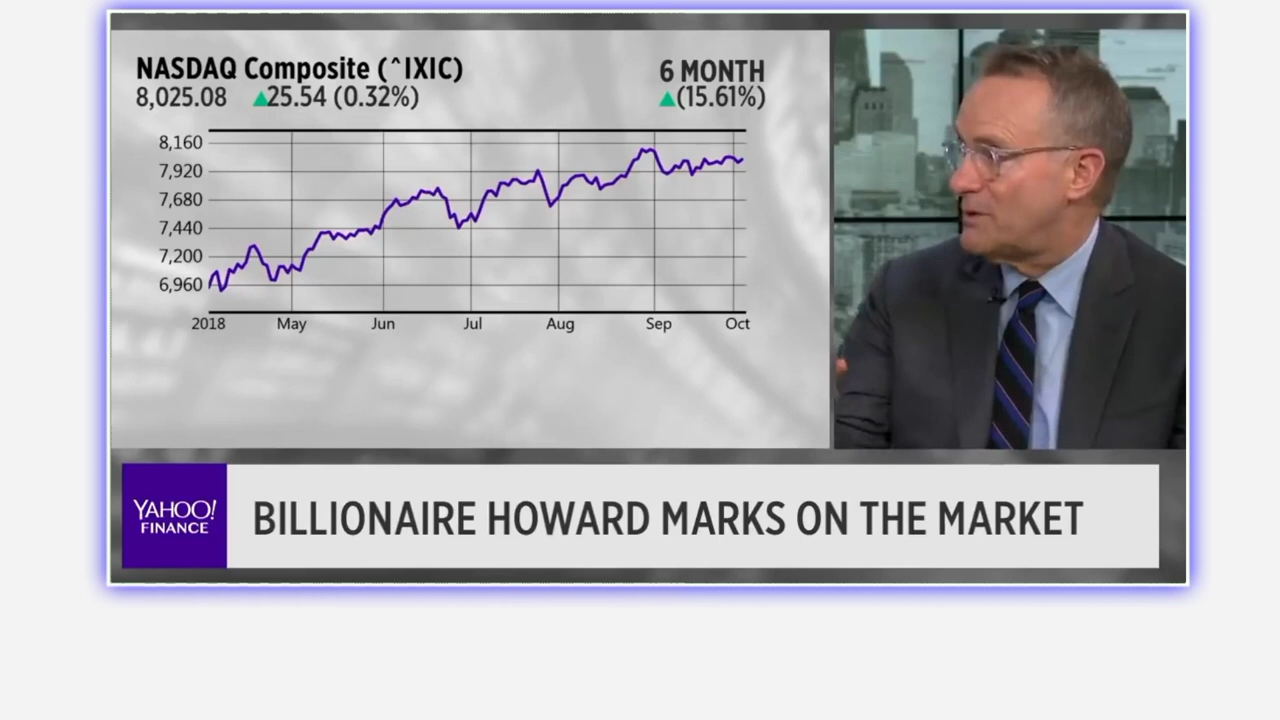 NASDAQ Composite (^IXIC)
8,025.08 ▲25.54 (0.32%)
6 MONTH
▲(15.61%)
8,160
7,920
7,680
7,440
7,200
6,960
2018 May Jun Jul Aug Sep Oct
YAHOO!
FINANCE
BILLIONAIRE HOWARD MARKS ON THE MARKET